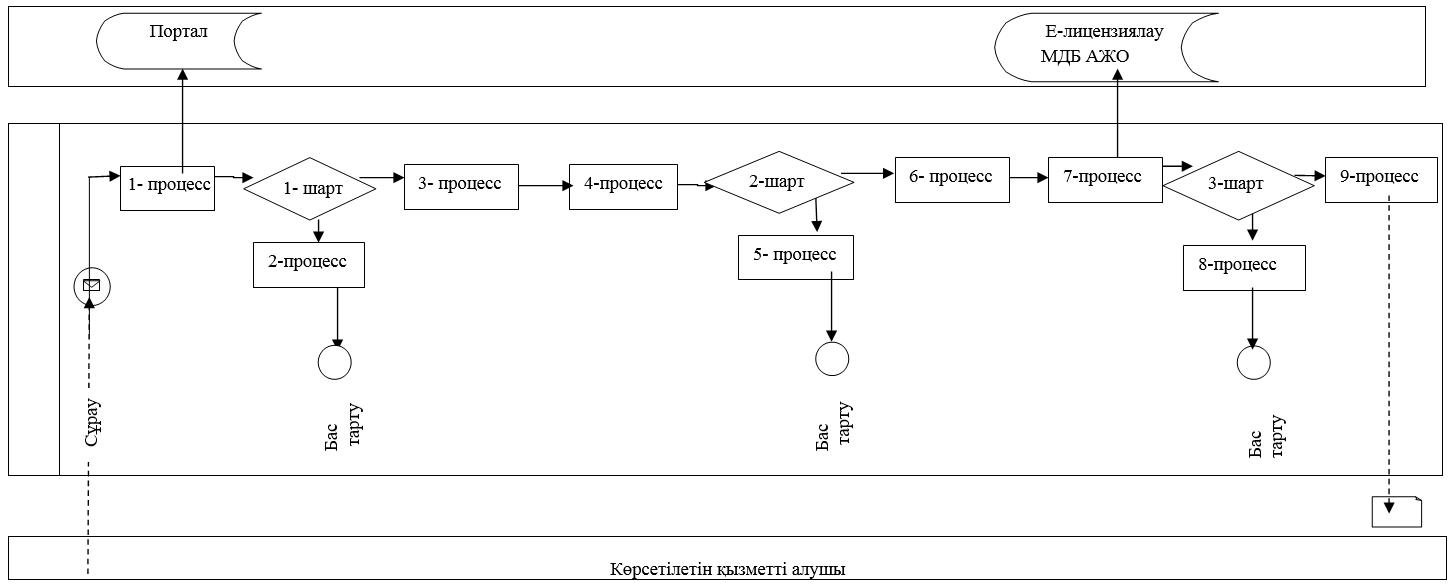 Портал
Е-лицензиялау
МДБ АЖО
1- процесс
1- шарт
3- процесс
4-процесс
2-шарт
6- процесс
7-процесс
3-шарт
9-процесс
2-процесс
5- процесс
8-процесс
Сұрау
Бас
тарту
Бас
тарту
Бас
тарту
Көрсетілетін қызметті алушы